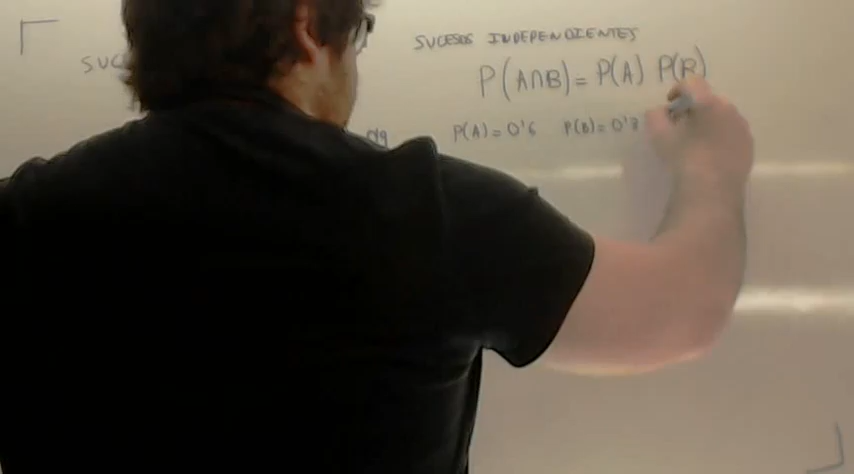 SUCESOS INDEPENDIENTES
P(A∩B) = P(A) P(B)
P(A) = 0'6 P(B) = 0'3